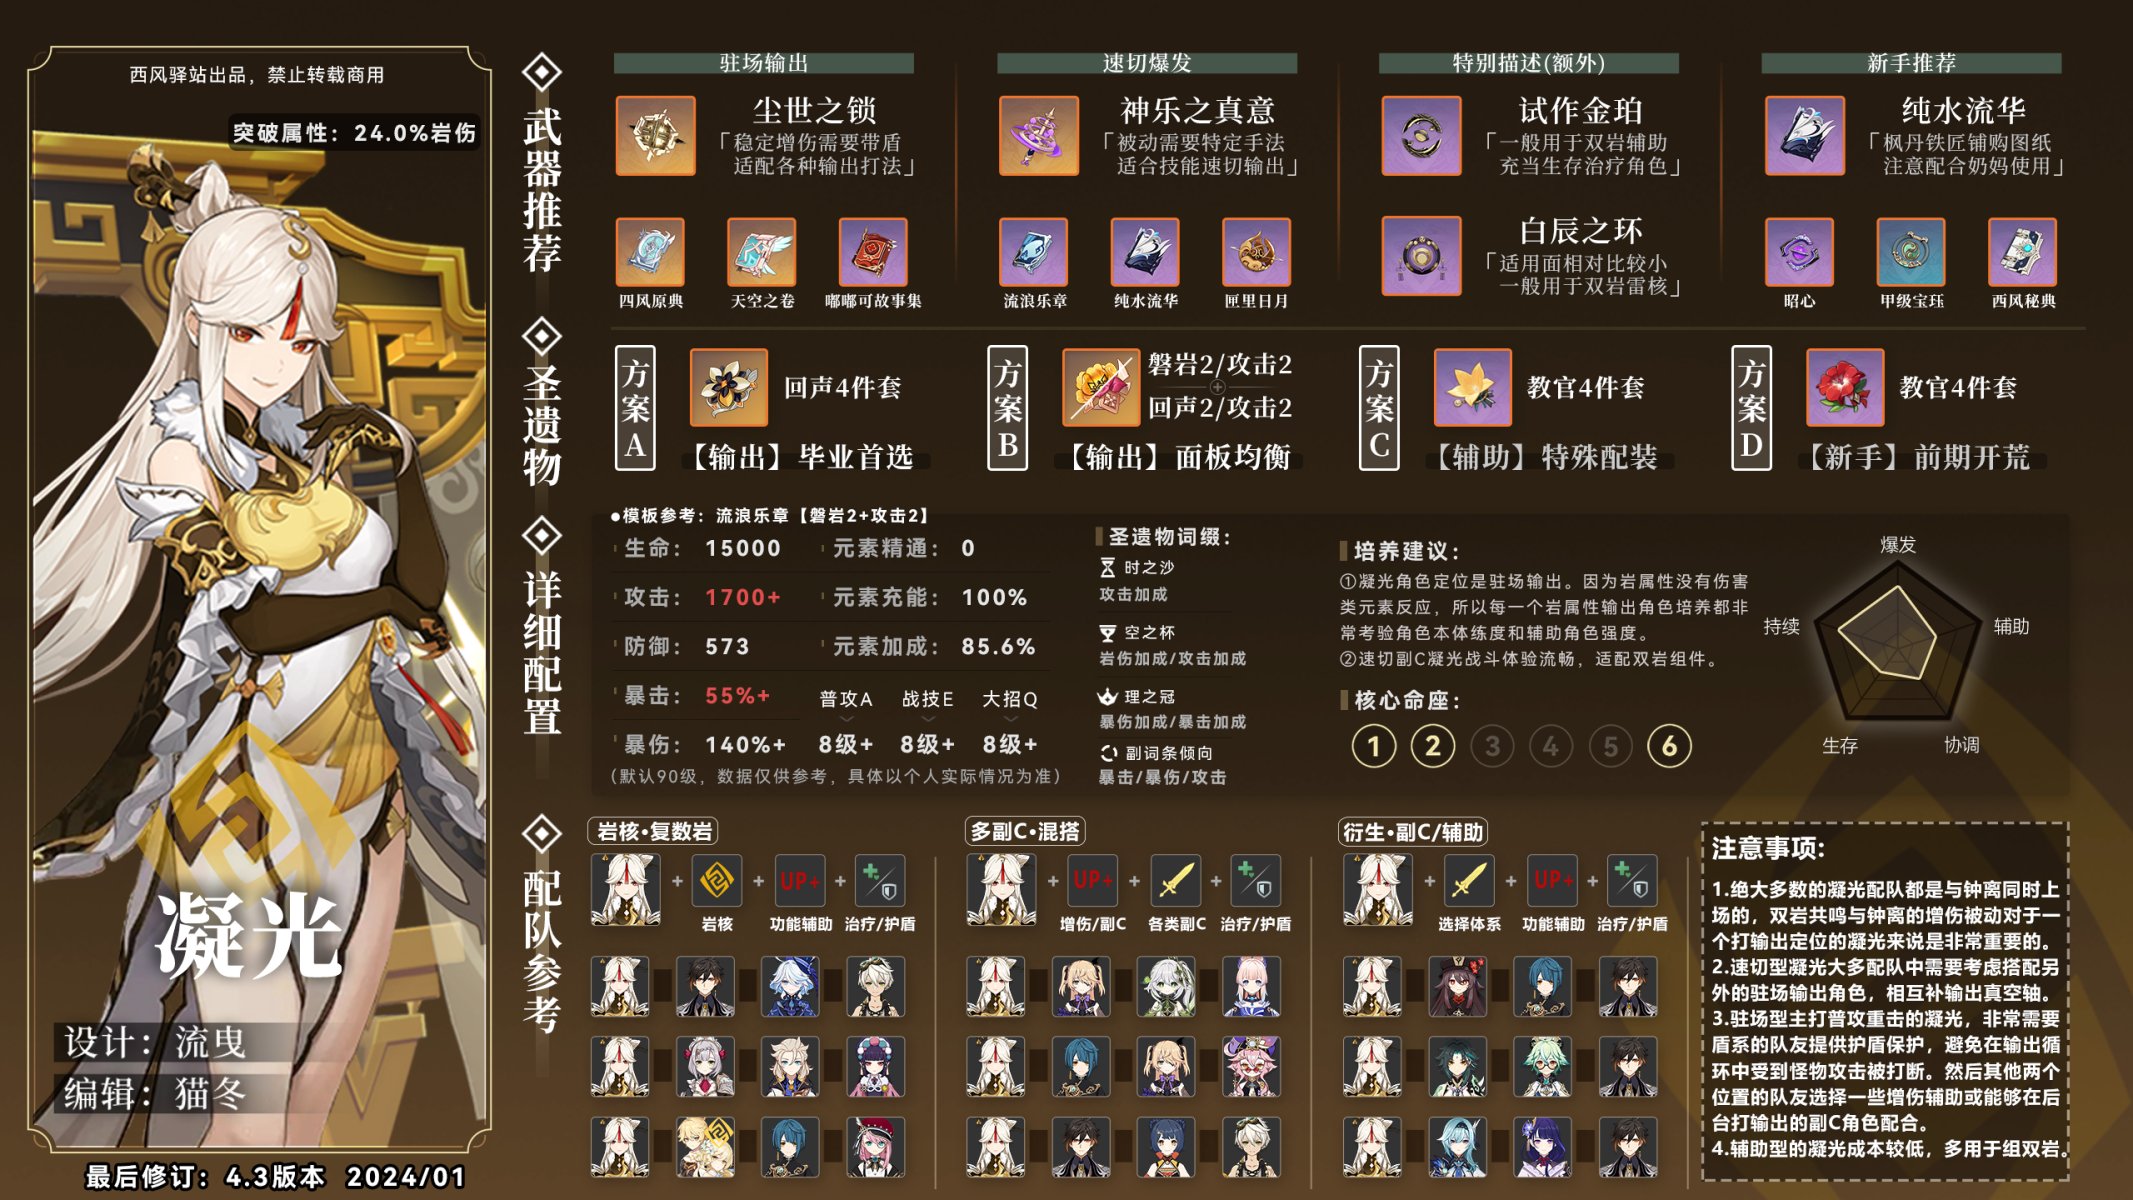 西风驿站出品，禁止转载商用
突破属性：24.0%岩伤
凝光
设计：流曳
编辑：猫冬
最后修订：4.3版本 2024/01
武器推荐
驻场输出
尘世之锁
「稳定增伤需要带盾
适配各种输出打法」
四风原典
天空之卷
嘟嘟可故事集
速切爆发
神乐之真意
「被动需要特定手法
适合技能速切输出」
流浪乐章
纯水流华
匣里日月
特别描述(额外)
试作金珀
「一般用于双岩辅助
充当生存治疗角色」
白辰之环
「适用面相对比较小
一般用于双岩雷核」
新手推荐
纯水流华
「枫丹铁匠铺购图纸
注意配合奶妈使用」
昭心
甲级宝珏
西风秘典
圣遗物
方案A
回声4件套
【输出】毕业首选
方案B
磐岩2/攻击2
回声2/攻击2
【输出】面板均衡
方案C
教官4件套
【辅助】特殊配装
方案D
教官4件套
【新手】前期开荒
详细配置
●模板参考：流浪乐章【磐岩2+攻击2】
生命：15000 元素精通：0
攻击：1700+ 元素充能：100%
防御：573 元素加成：85.6%
暴击：55%+ 普攻A 战技E 大招Q
暴伤：140%+ 8级+ 8级+ 8级+
(默认90级，数据仅供参考，具体以个人实际情况为准)
圣遗物词缀：
时之沙
攻击加成
空之杯
岩伤加成/攻击加成
理之冠
暴伤加成/暴击加成
副词条倾向
暴击/暴伤/攻击
培养建议：
①凝光角色定位是驻场输出。因为岩属性没有伤害
类元素反应，所以每一个岩属性输出角色培养都非
常考验角色本体练度和辅助角色强度。
②速切副C凝光战斗体验流畅，适配双岩组件。
核心命座：
1 2 3 4 5 6
爆发
持续
辅助
生存
协调
配队参考
岩核·复数岩
UP+
岩核 功能辅助 治疗/护盾
多副C·混搭
UP+
增伤/副C 各类副C 治疗/护盾
衍生·副C/辅助
UP+
选择体系 功能辅助 治疗/护盾
注意事项：
1.绝大多数的凝光配队都是与钟离同时上
场的，双岩共鸣与钟离的增伤被动对于一
个打输出定位的凝光来说是非常重要的。
2.速切型凝光大多配队中需要考虑搭配另
外的驻场输出角色，相互补输出真空轴。
3.驻场型主打普攻重击的凝光，非常需要
盾系的队友提供护盾保护，避免在输出循
环中受到怪物攻击被打断。然后其他两个
位置的队友选择一些增伤辅助或能够在后
台打输出的副C角色配合。
4.辅助型的凝光成本较低，多用于组双岩。